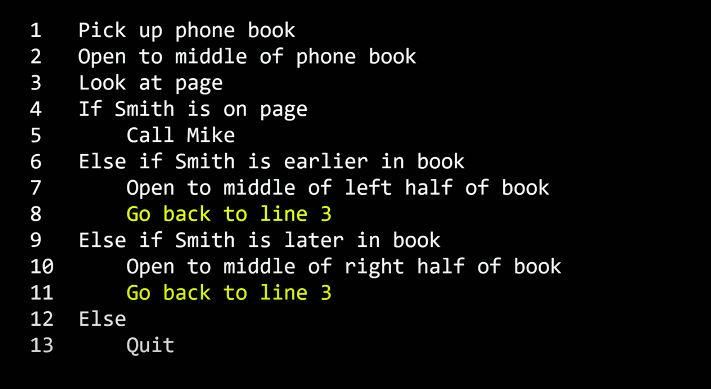 1 Pick up phone book
2 Open to middle of phone book
3 Look at page
4 If Smith is on page
5 Call Mike
6 Else if Smith is earlier in book
7 Open to middle of left half of book
8 Go back to line 3
9 Else if Smith is later in book
10 Open to middle of right half of book
11 Go back to line 3
12 Else
13 Quit